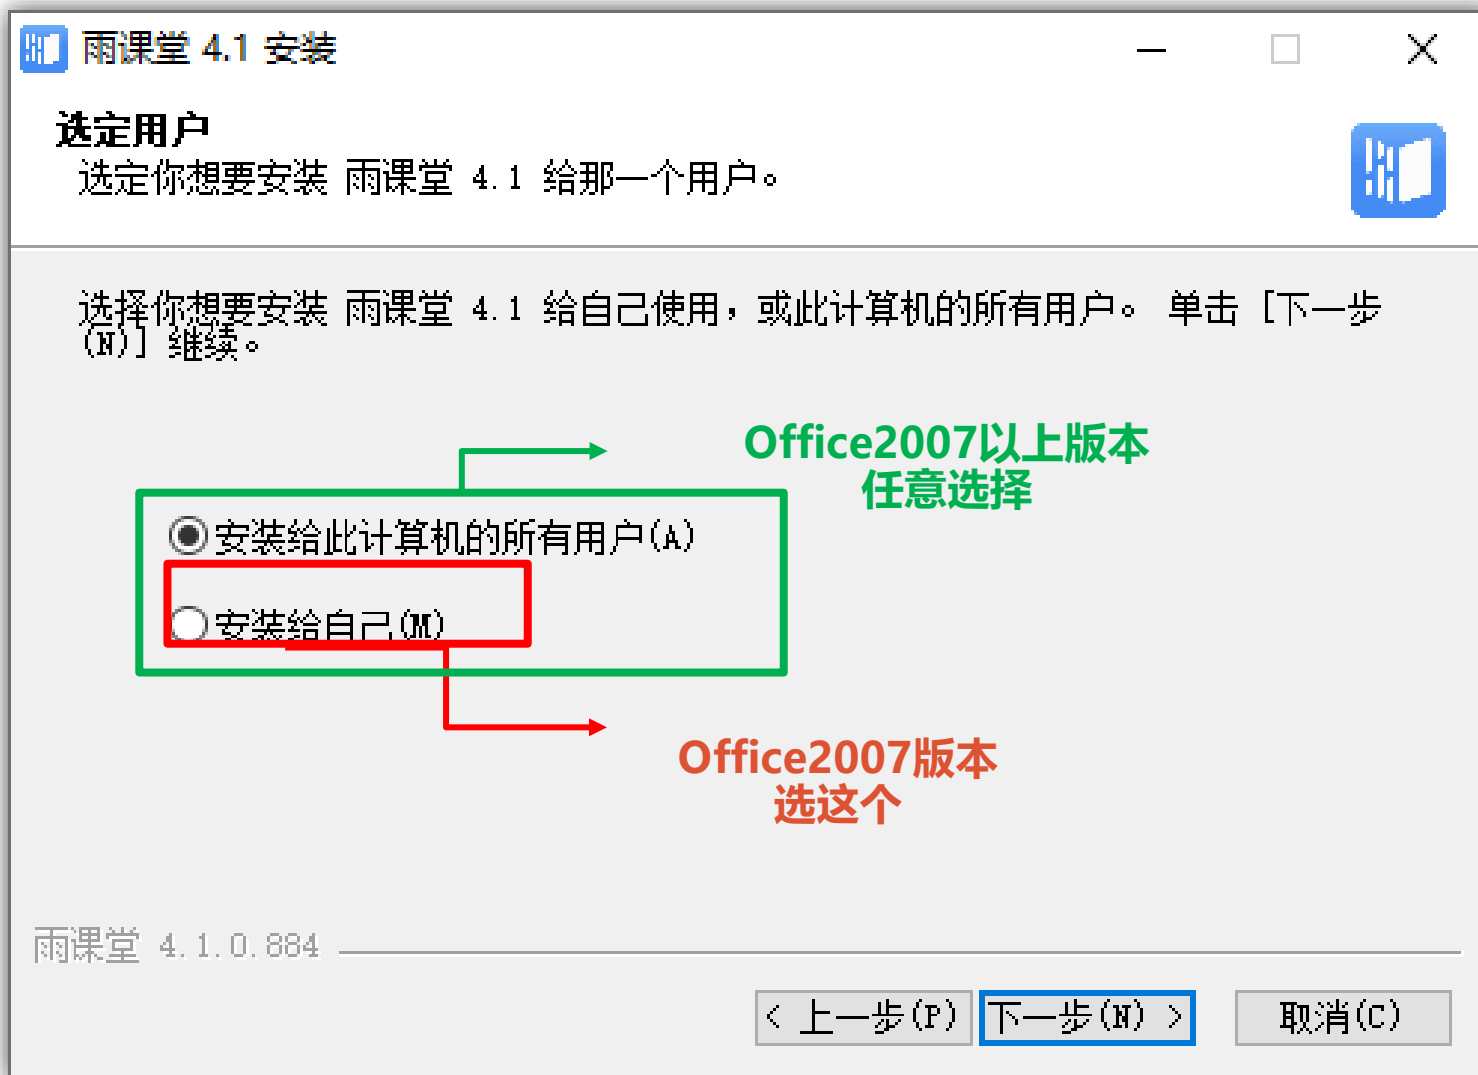 雨课堂 4.1 安装
选定用户
选定你想要安装 雨课堂 4.1 给那一个用户。
选择你想要安装 雨课堂 4.1 给自己使用，或此计算机的所有用户。 单击 [下一步
(N)] 继续。
Office2007以上版本
任意选择
安装给此计算机的所有用户(A)
安装给自己(M)
Office2007版本
选这个
雨课堂 4.1.0.884
< 上一步(P)
下一步(N) >
取消(C)